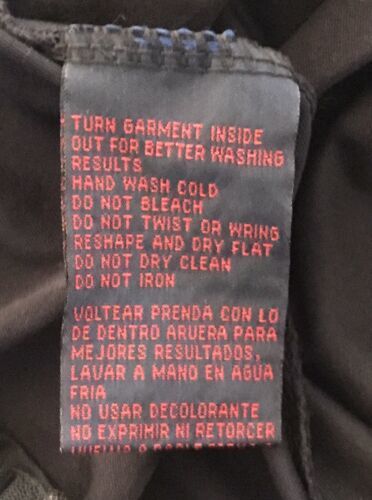 TURN GARMENT INSIDE
OUT FOR BETTER WASHING
RESULTS
HAND WASH COLD
DO NOT BLEACH
DO NOT TWIST OR WRING
RESHAPE AND DRY FLAT
DO NOT DRY CLEAN
DO NOT IRON
VOLTEAR PRENDA CON LO
DE DENTRO ARUERA PARA
MEJORES RESULTADOS,
LAVAR A MANO EN AGUA
FRIA
NO USAR DECOLORANTE
NO EXPRIMIR NI RETORCER